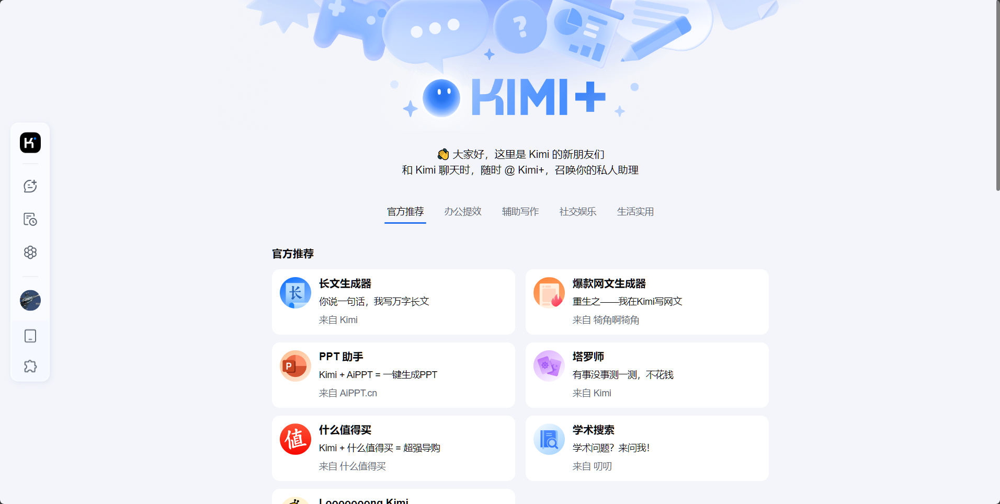 KIMI+
👏 大家好，这里是 Kimi 的新朋友们
和 Kimi 聊天时，随时 @ Kimi+，召唤你的私人助理
官方推荐 办公提效 辅助写作 社交娱乐 生活实用
官方推荐
长
长文生成器
你说一句话，我写万字长文
来自 Kimi
爆款网文生成器
重生之——我在Kimi写网文
来自 犄角啊犄角
P
PPT 助手
Kimi + AiPPT = 一键生成PPT
来自 AiPPT.cn
塔罗师
有事没事测一测，不花钱
来自 Kimi
值
什么值得买
Kimi + 什么值得买 = 超强导购
来自 什么值得买
学术搜索
学术问题？来问我！
来自 叨叨
Looooooong Kimi